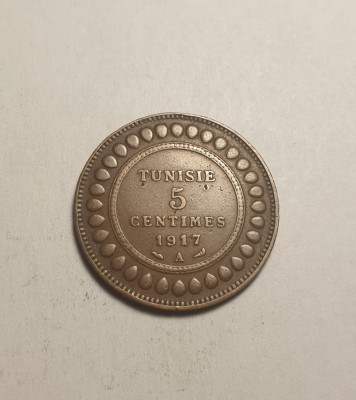 TUNISIE
5
CENTIMES
1917
A